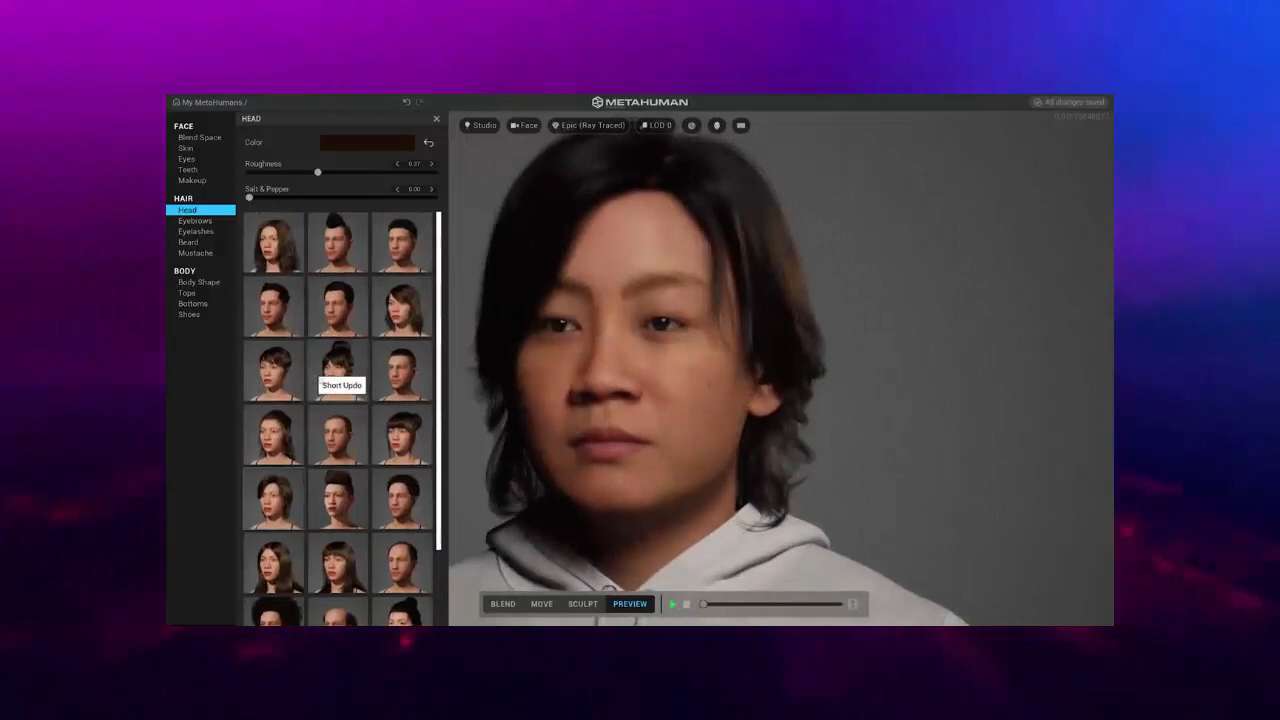 My MetaHumans /
METAHUMAN
All changes saved
FACE
Blend Space
Skin
Eyes
Teeth
Makeup
HAIR
Head
Eyebrows
Eyelashes
Beard
Mustache
BODY
Body Shape
Tops
Bottoms
Shoes
HEAD
Color
Roughness
0.37
Salt & Pepper
0.00
Short Updo
Studio
Face
Epic (Ray Traced)
LOD 0
BLEND
MOVE
SCULPT
PREVIEW